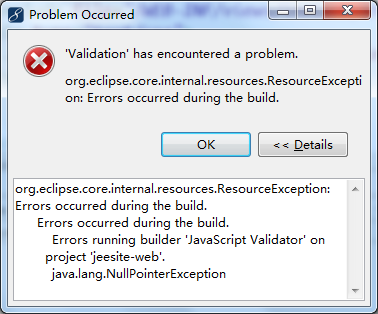 Problem Occurred
'Validation' has encountered a problem.
org.eclipse.core.internal.resources.ResourceExcepti
on: Errors occurred during the build.
OK
<< Details
org.eclipse.core.internal.resources.ResourceException:
Errors occurred during the build.
Errors occurred during the build.
Errors running builder 'JavaScript Validator' on
project 'jeesite-web'.
java.lang.NullPointerException